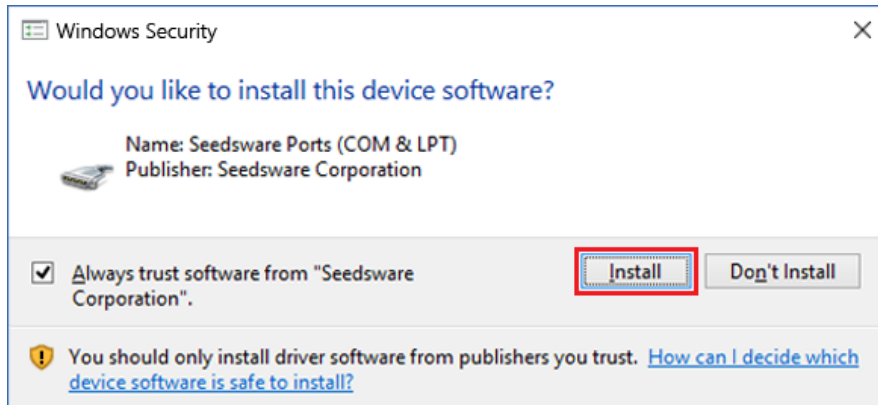 Windows Security
Would you like to install this device software?
Name: Seedsware Ports (COM & LPT)
Publisher: Seedsware Corporation
Always trust software from "Seedsware
Corporation".
Install
Don't Install
You should only install driver software from publishers you trust. How can I decide which
device software is safe to install?